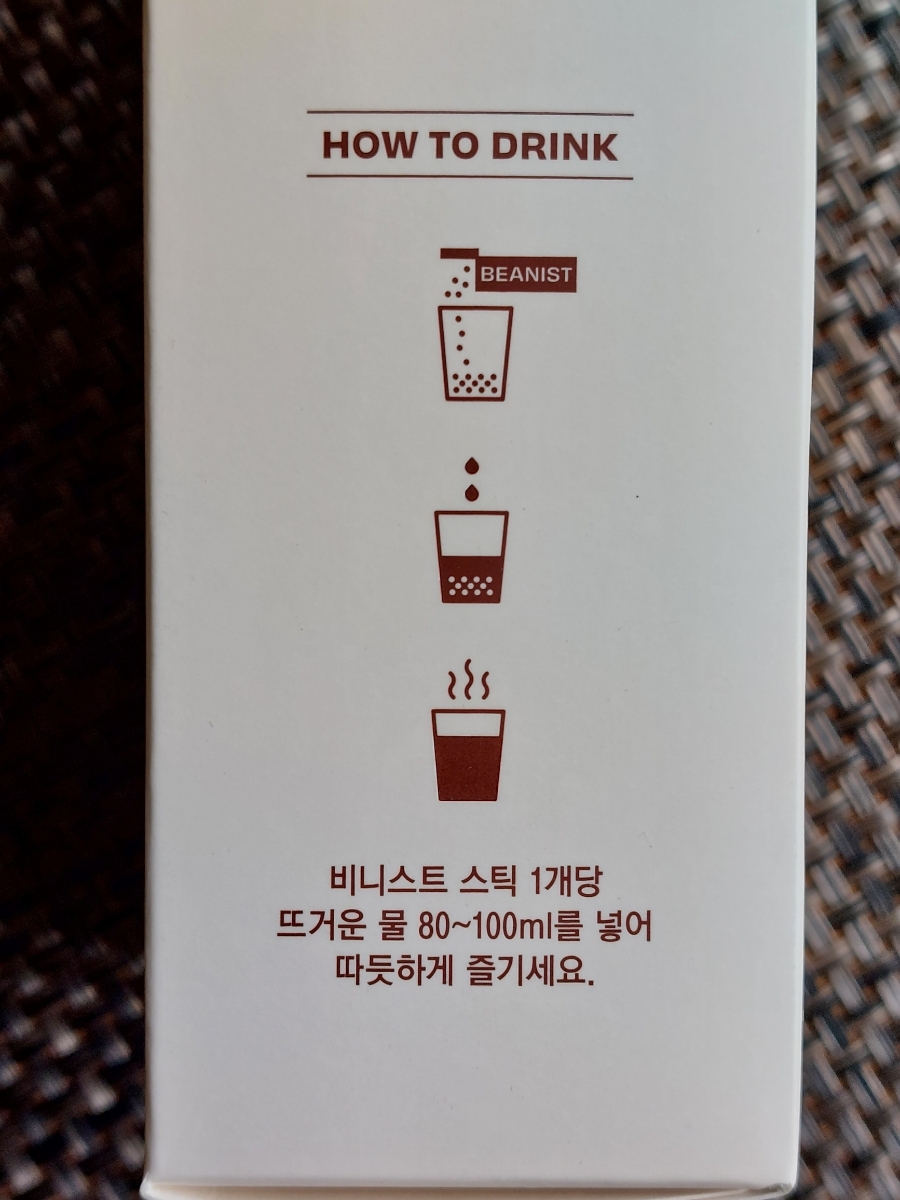 HOW TO DRINK
BEANIST
비니스트 스틱 1개당
뜨거운 물 80~100ml를 넣어
따듯하게 즐기세요.